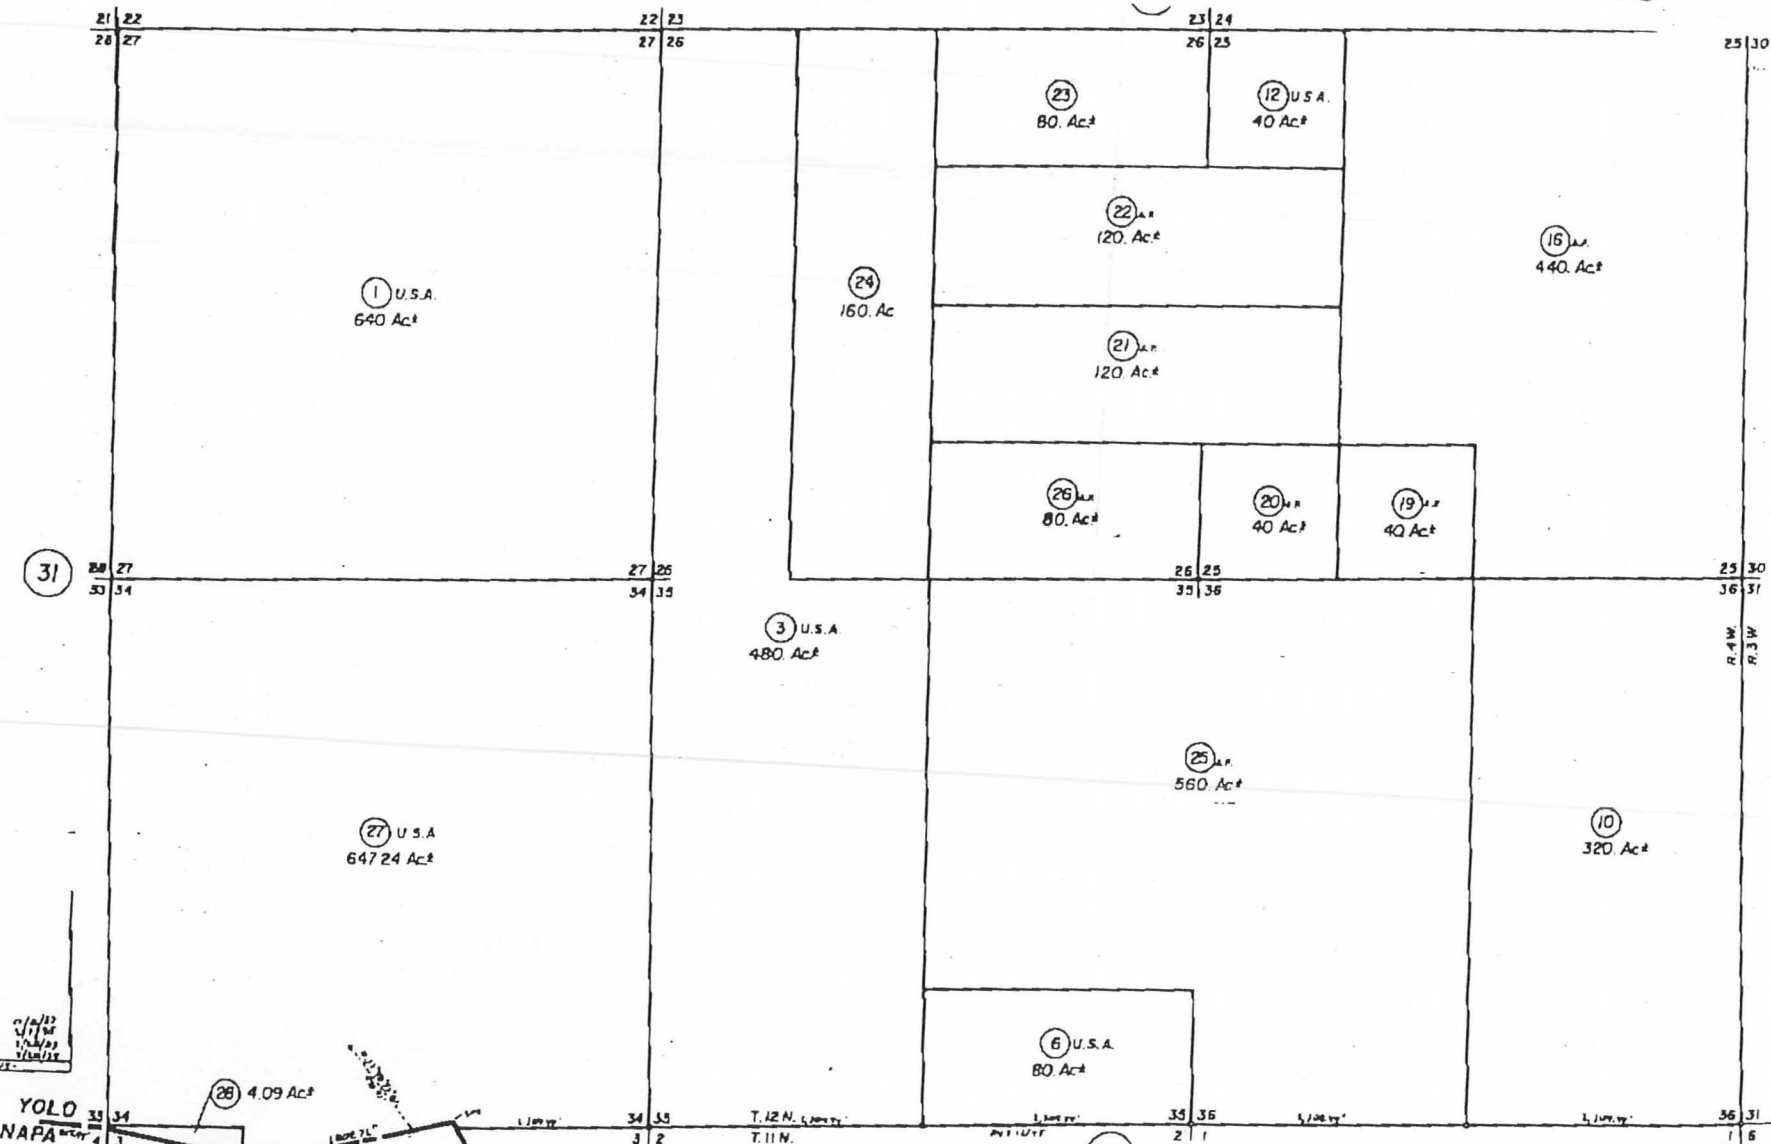 21 22
28 27
22 23
27 26
23 24
26 25
25 30
23
80. Ac.±
12 U.S.A.
40 Ac±
22
120. Ac.±
16 A.P.
440. Ac±
1 U.S.A.
640 Ac±
24
160. Ac
21
120. Ac.±
26
80. Ac±
20
40 Ac±
19
40 Ac±
31
28 27
33 34
27 26
34 35
26 25
35 36
25 30
36 31
3 U.S.A.
480. Ac±
R.4W.
R.3W
25 A.P.
560. Ac±
27 U.S.A
647.24 Ac±
10
320. Ac±
6 U.S.A.
80. Ac±
28 4.09 Ac±
YOLO
NAPA
33 34
4 3
34 35
3 2
T.12 N.
T.11 N.
35 36
2 1
36 31
1 6